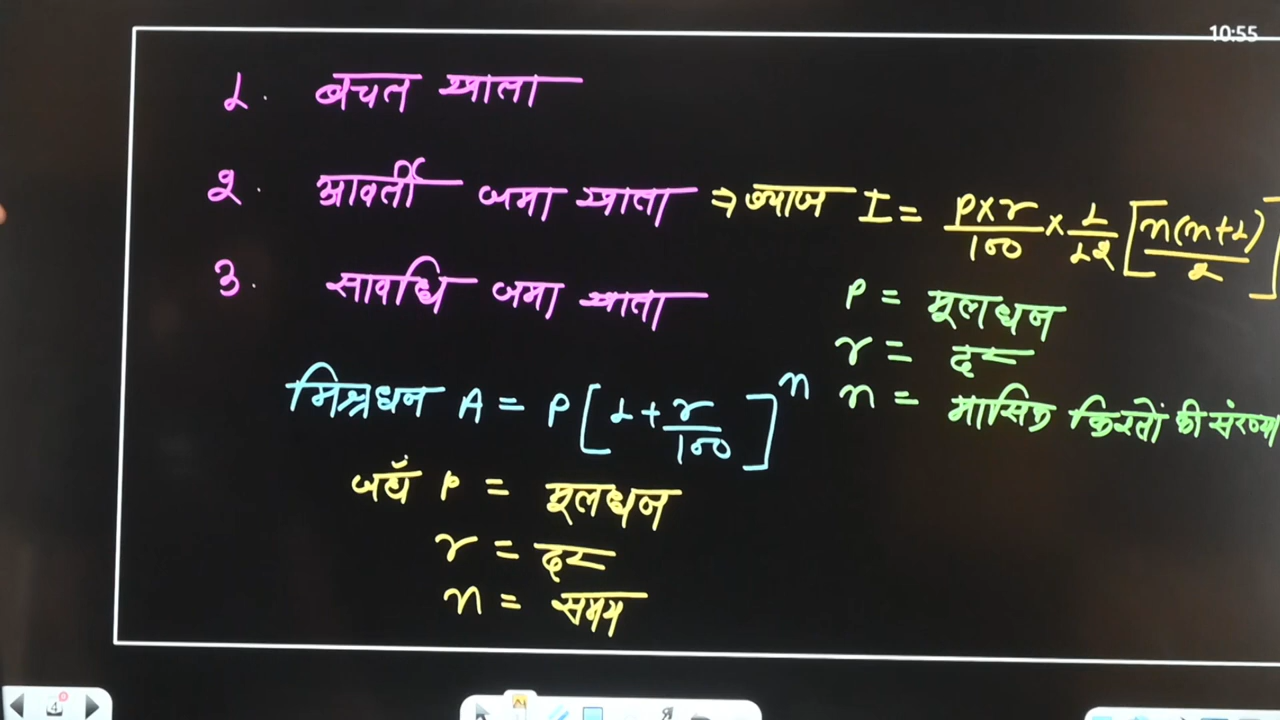 10:55
1. बचत खाता
2. आवर्ती जमा खाता ⇒ ब्याज I = P×r/100 × 1/12 [n(n+1)/2]
3. सावधि जमा खाता
P = मूलधन
r = दर
n = मासिक किस्तों की संख्या
मिश्रधन A = P[1 + r/100]^n
जहाँ P = मूलधन
r = दर
n = समय
4